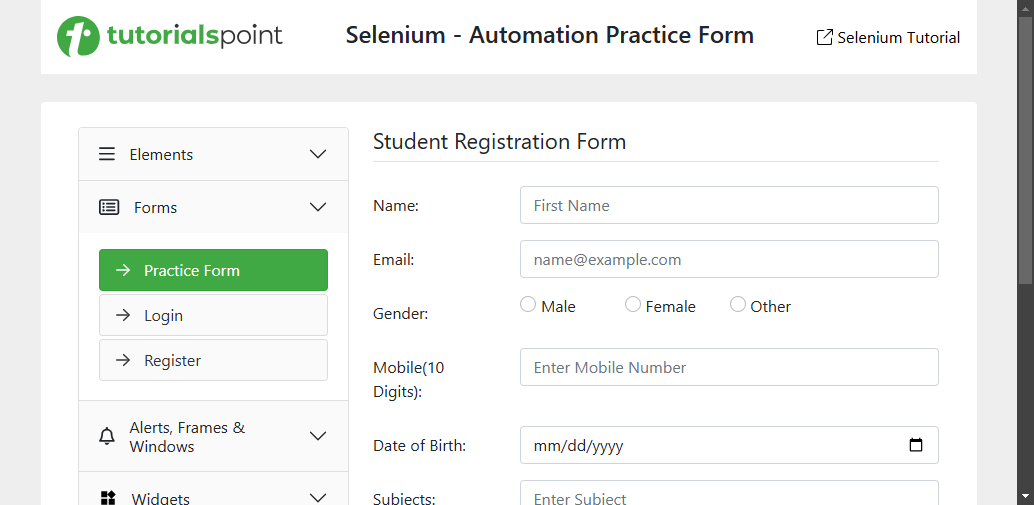 tutorialspoint
Selenium - Automation Practice Form
Selenium Tutorial
Elements
Forms
Practice Form
Login
Register
Alerts, Frames &
Windows
Widgets
Student Registration Form
Name:
First Name
Email:
name@example.com
Gender:
Male
Female
Other
Mobile(10
Digits):
Enter Mobile Number
Date of Birth:
mm/dd/yyyy
Subjects:
Enter Subject